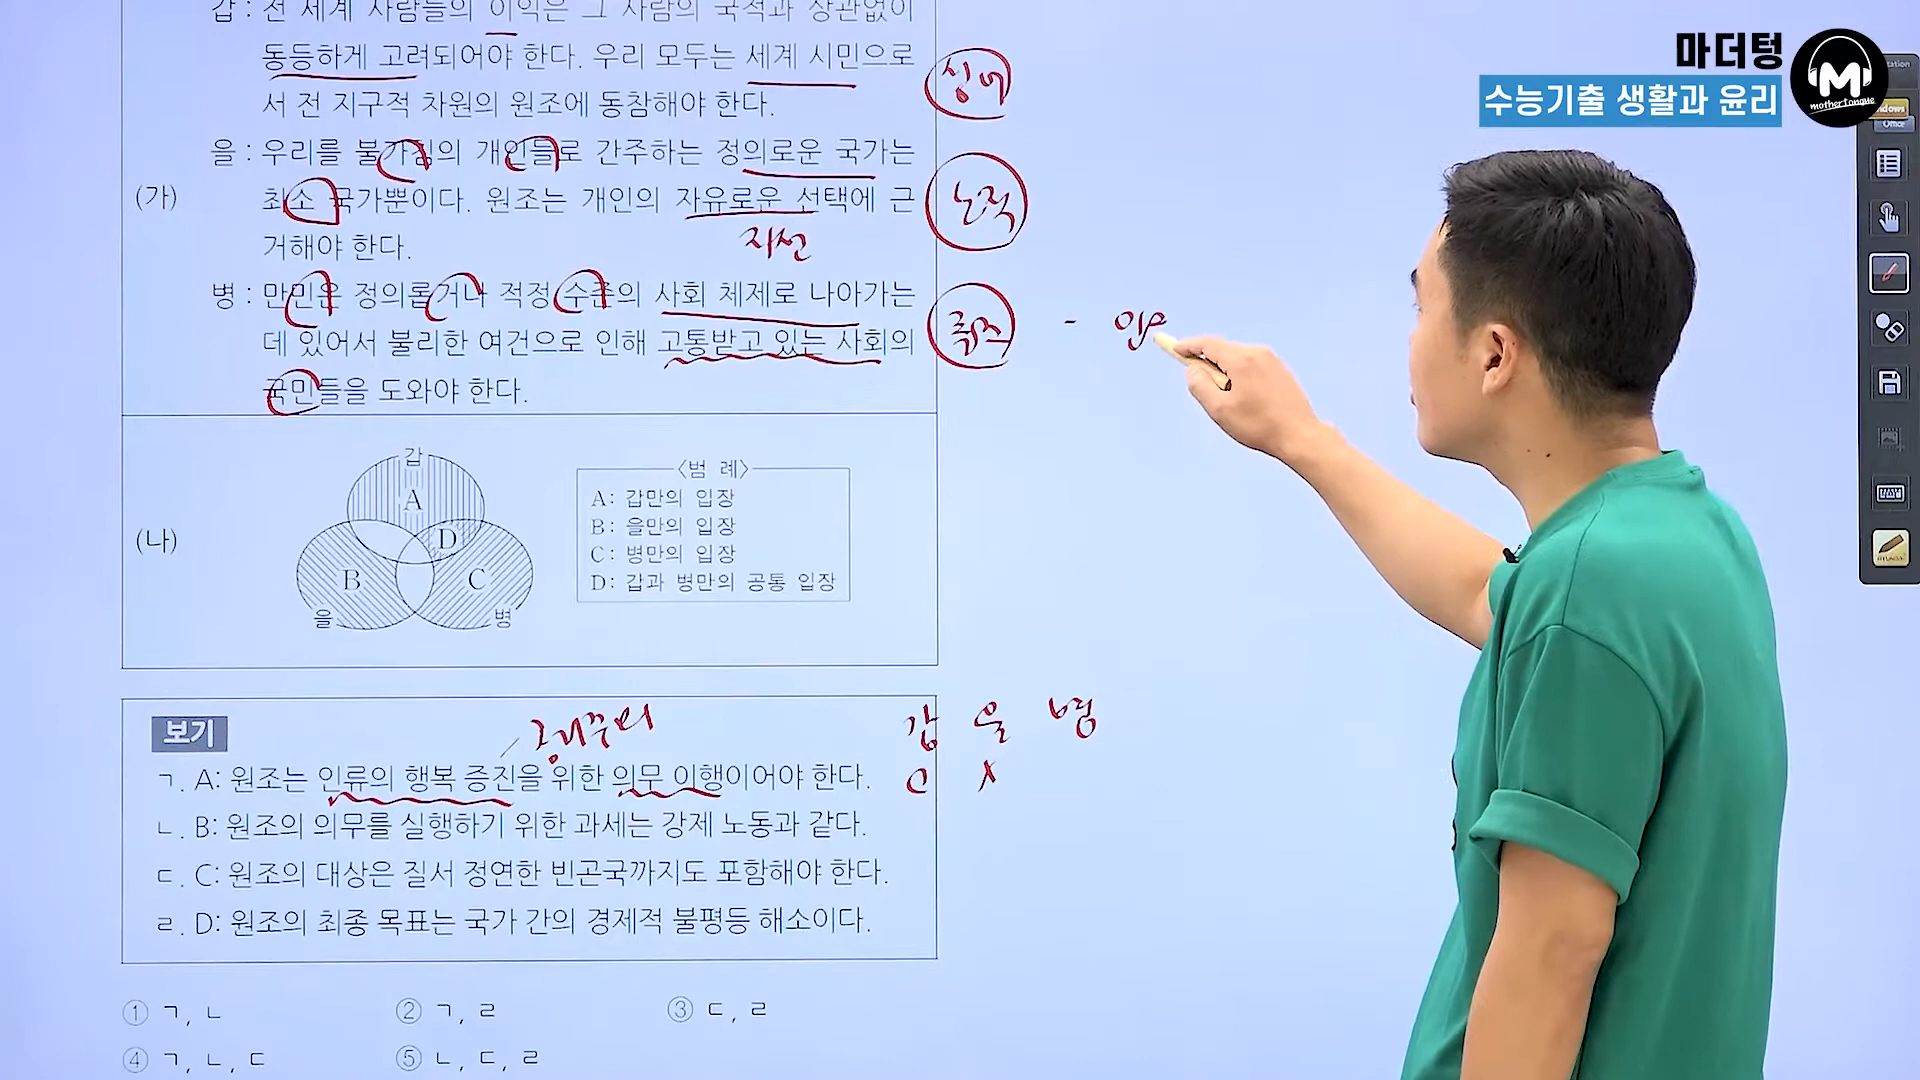 갑 : 전 세계 사람들의 이익은 그 사람의 국적과 상관없이
동등하게 고려되어야 한다. 우리 모두는 세계 시민으로
서 전 지구적 차원의 원조에 동참해야 한다.
싱어
(가)
을 : 우리를 불가침의 개인들로 간주하는 정의로운 국가는
최소 국가뿐이다. 원조는 개인의 자유로운 선택에 근
거해야 한다.
자선
노직
병 : 만민은 정의롭거나 적정 수준의 사회 체제로 나아가는
데 있어서 불리한 여건으로 인해 고통받고 있는 사회의
국민들을 도와야 한다.
롤즈 -
(나)
갑
A
D
B
C
을
병
〈범 례〉
A : 갑만의 입장
B : 을만의 입장
C : 병만의 입장
D : 갑과 병만의 공통 입장
보기
갑 을 병
ㄱ. A: 원조는 인류의 행복 증진을 위한 의무 이행이어야 한다. O X
ㄴ. B: 원조의 의무를 실행하기 위한 과세는 강제 노동과 같다.
ㄷ. C: 원조의 대상은 질서 정연한 빈곤국까지도 포함해야 한다.
ㄹ. D: 원조의 최종 목표는 국가 간의 경제적 불평등 해소이다.
① ㄱ, ㄴ ② ㄱ, ㄹ ③ ㄷ, ㄹ
④ ㄱ, ㄴ, ㄷ ⑤ ㄴ, ㄷ, ㄹ
마더텅
수능기출 생활과 윤리
M
mothertongue